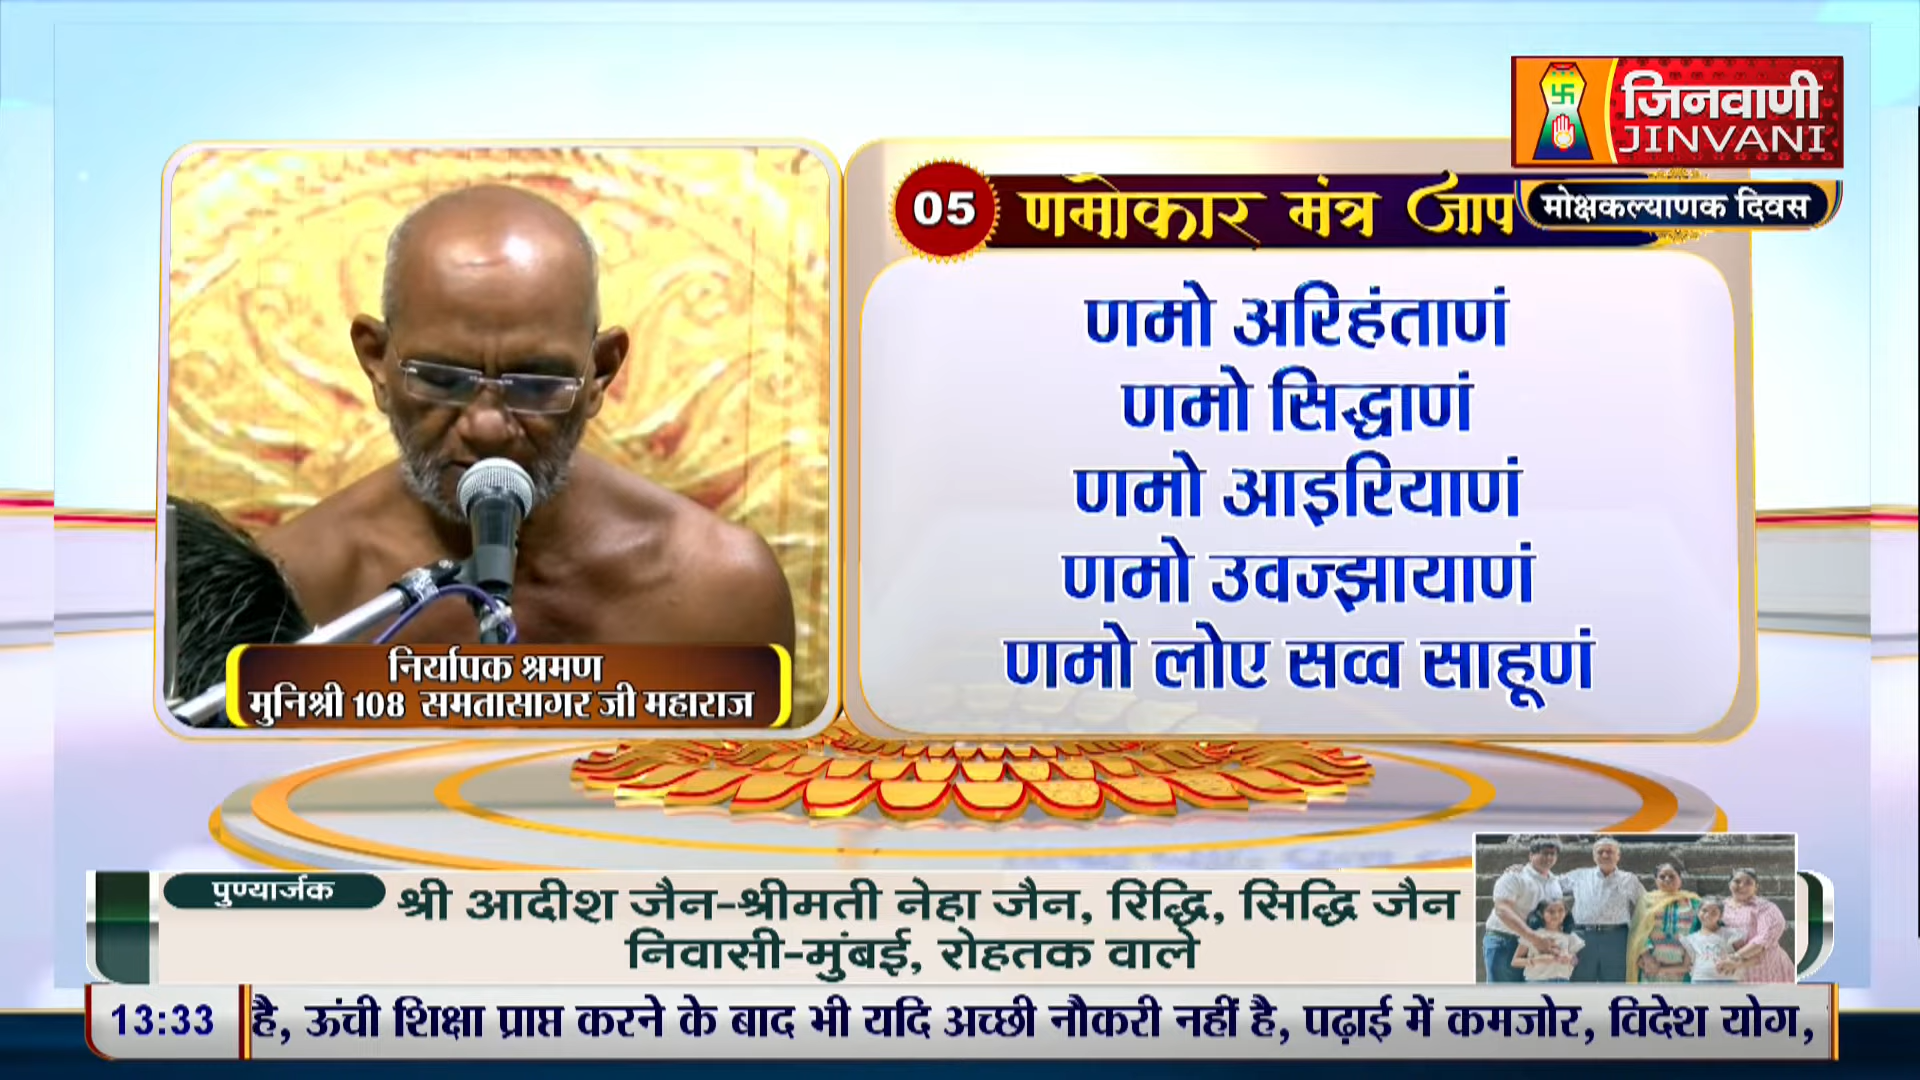 जिनवाणी
JINVANI
मोक्षकल्याणक दिवस
05 णमोकार मंत्र जाप
णमो अरिहंताणं
णमो सिद्धाणं
णमो आइरियाणं
णमो उवज्झायाणं
णमो लोए सव्व साहूणं
निर्यापक श्रमण
मुनिश्री 108 समतासागर जी महाराज
पुण्यार्जक
श्री आदीश जैन-श्रीमती नेहा जैन, रिद्धि, सिद्धि जैन
निवासी-मुंबई, रोहतक वाले
13:33 है, ऊंची शिक्षा प्राप्त करने के बाद भी यदि अच्छी नौकरी नहीं है, पढ़ाई में कमजोर, विदेश योग,